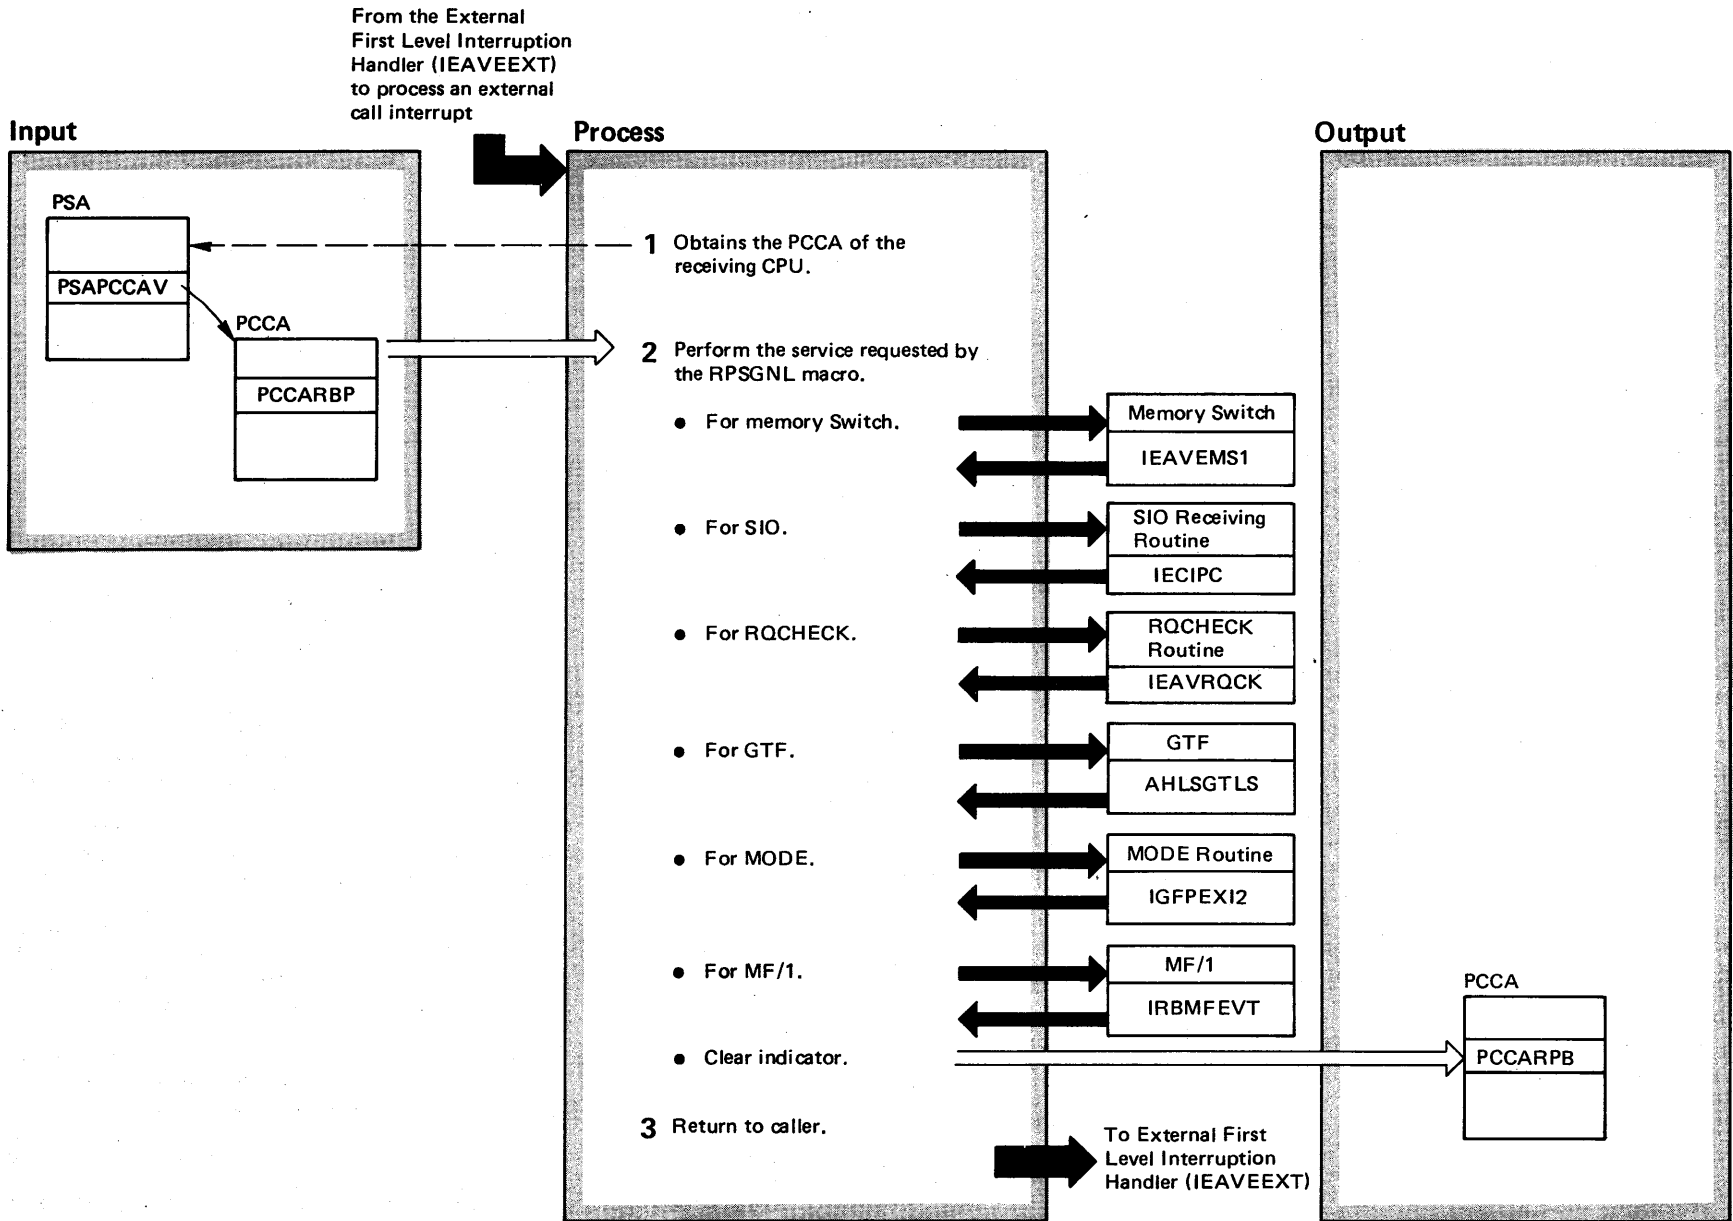 From the External
First Level Interruption
Handler (IEAVEEXT)
to process an external
call interrupt
Input
Process
Output
PSA
PSAPCCAV
PCCA
PCCARBP
1 Obtains the PCCA of the
receiving CPU.
2 Perform the service requested by
the RPSGNL macro.
• For memory Switch.
Memory Switch
IEAVEMS1
• For SIO.
SIO Receiving
Routine
IECIPC
• For RQCHECK.
RQCHECK
Routine
IEAVRQCK
• For GTF.
GTF
AHLSGTLS
• For MODE.
MODE Routine
IGFPEXI2
• For MF/1.
MF/1
IRBMFEVT
• Clear indicator.
PCCA
PCCARPB
3 Return to caller.
To External First
Level Interruption
Handler (IEAVEEXT)